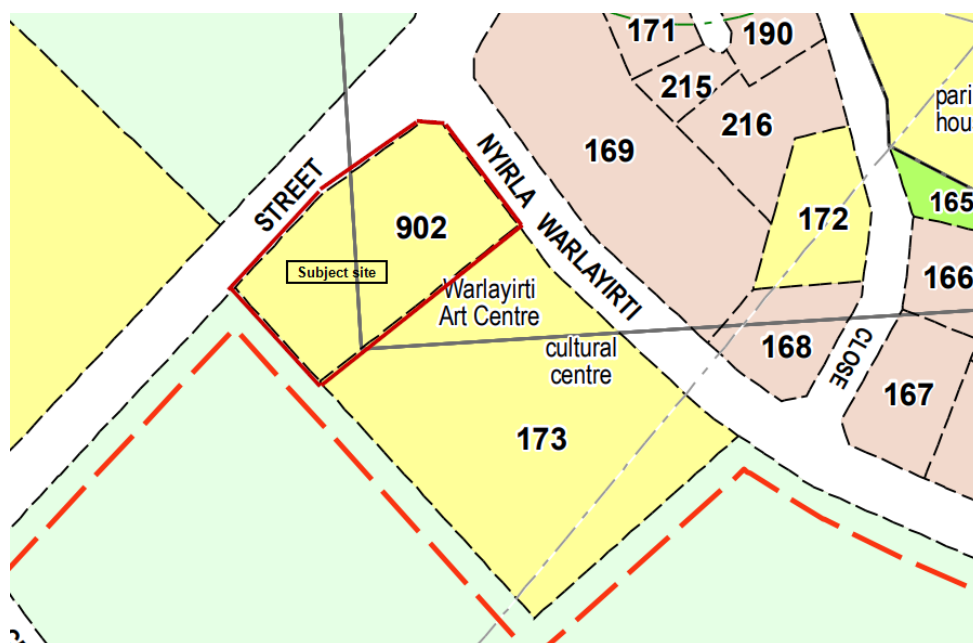 171
190
215
pari
hou
216
169
165
STREET
NYIRLA WARLAYIRTI
902
172
Subject site
166
Warlayirti
Art Centre
cultural
centre
168
CLOSE
167
173